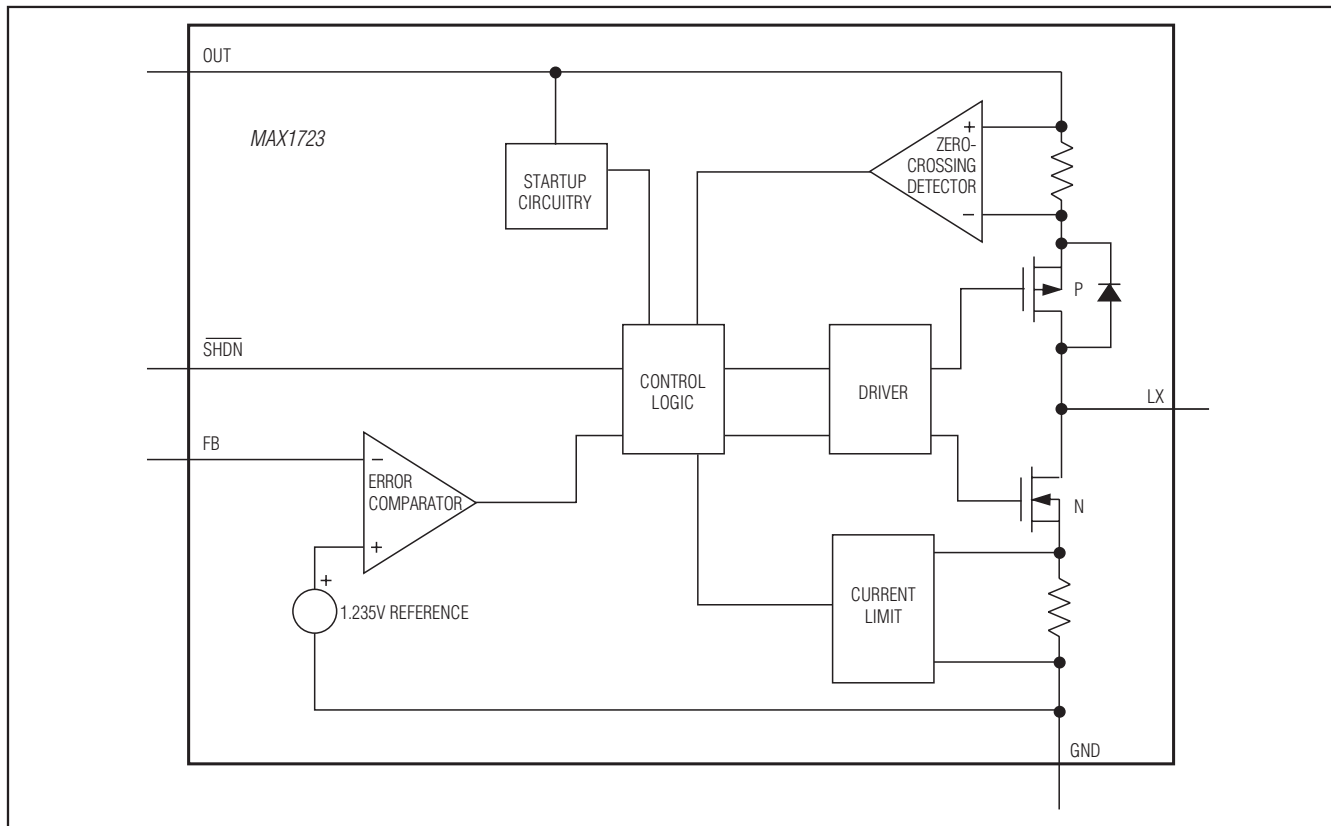 OUT
MAX1723
+
ZERO-
CROSSING
DETECTOR
−
STARTUP
CIRCUITRY
P
SHDN
CONTROL
LOGIC
DRIVER
LX
FB
−
ERROR
COMPARATOR
+
N
+
1.235V REFERENCE
CURRENT
LIMIT
GND